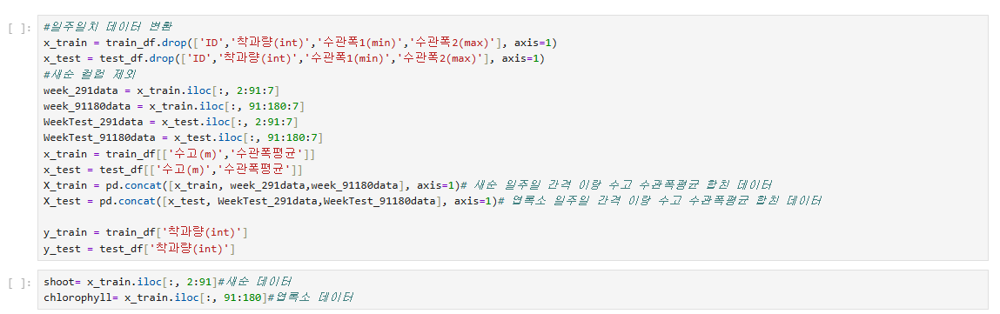 [ ]: #일주일치 데이터 변환
x_train = train_df.drop(['ID','착과량(int)','수관폭1(min)','수관폭2(max)'], axis=1)
x_test = test_df.drop(['ID','착과량(int)','수관폭1(min)','수관폭2(max)'], axis=1)
#새순 컬럼 제외
week_291data = x_train.iloc[:, 2:91:7]
week_91180data = x_train.iloc[:, 91:180:7]
WeekTest_291data = x_test.iloc[:, 2:91:7]
WeekTest_91180data = x_test.iloc[:, 91:180:7]
x_train = train_df[['수고(m)','수관폭평균']]
x_test = test_df[['수고(m)','수관폭평균']]
X_train = pd.concat([x_train, week_291data,week_91180data], axis=1)# 새순 일주일 간격 이랑 수고 수관폭평균 합친 데이터
X_test = pd.concat([x_test, WeekTest_291data,WeekTest_91180data], axis=1)# 엽록소 일주일 간격 이랑 수고 수관폭평균 합친 데이터
y_train = train_df['착과량(int)']
y_test = test_df['착과량(int)']
[ ]: shoot= x_train.iloc[:, 2:91]#새순 데이터
chlorophyll= x_train.iloc[:, 91:180]#엽록소 데이터